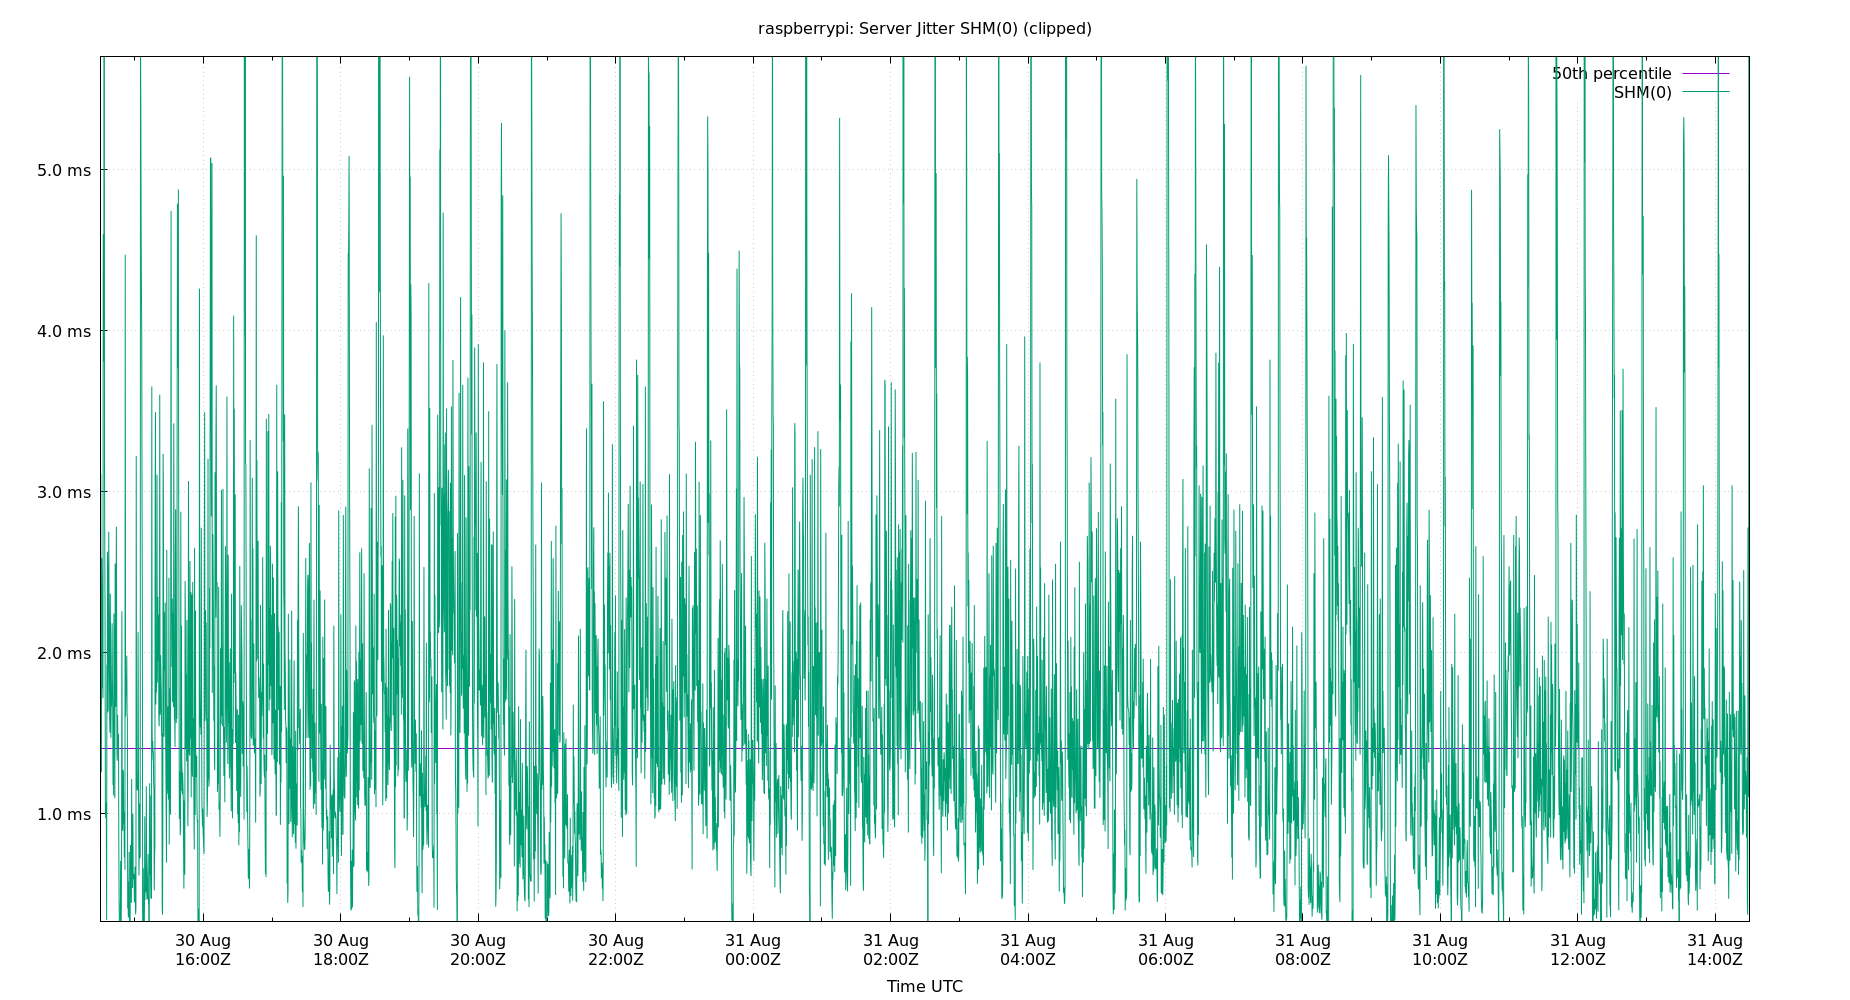 raspberrypi: Server Jitter SHM(0) (clipped)
50th percentile
SHM(0)
5.0 ms
4.0 ms
3.0 ms
2.0 ms
1.0 ms
30 Aug 30 Aug 30 Aug 30 Aug 31 Aug 31 Aug 31 Aug 31 Aug 31 Aug 31 Aug 31 Aug 31 Aug
16:00Z 18:00Z 20:00Z 22:00Z 00:00Z 02:00Z 04:00Z 06:00Z 08:00Z 10:00Z 12:00Z 14:00Z
Time UTC